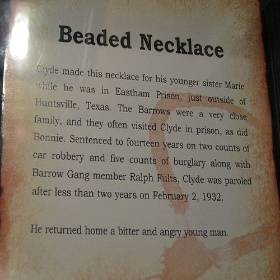 Beaded Necklace
Clyde made this necklace for his younger sister Marie
while he was in Eastham Prison, just outside of
Huntsville, Texas. The Barrows were a very close
family, and they often visited Clyde in prison, as did
Bonnie. Sentenced to fourteen years on two counts of
car robbery and five counts of burglary along with
Barrow Gang member Ralph Fults, Clyde was paroled
after less than two years on February 2, 1932.
He returned home a bitter and angry young man.